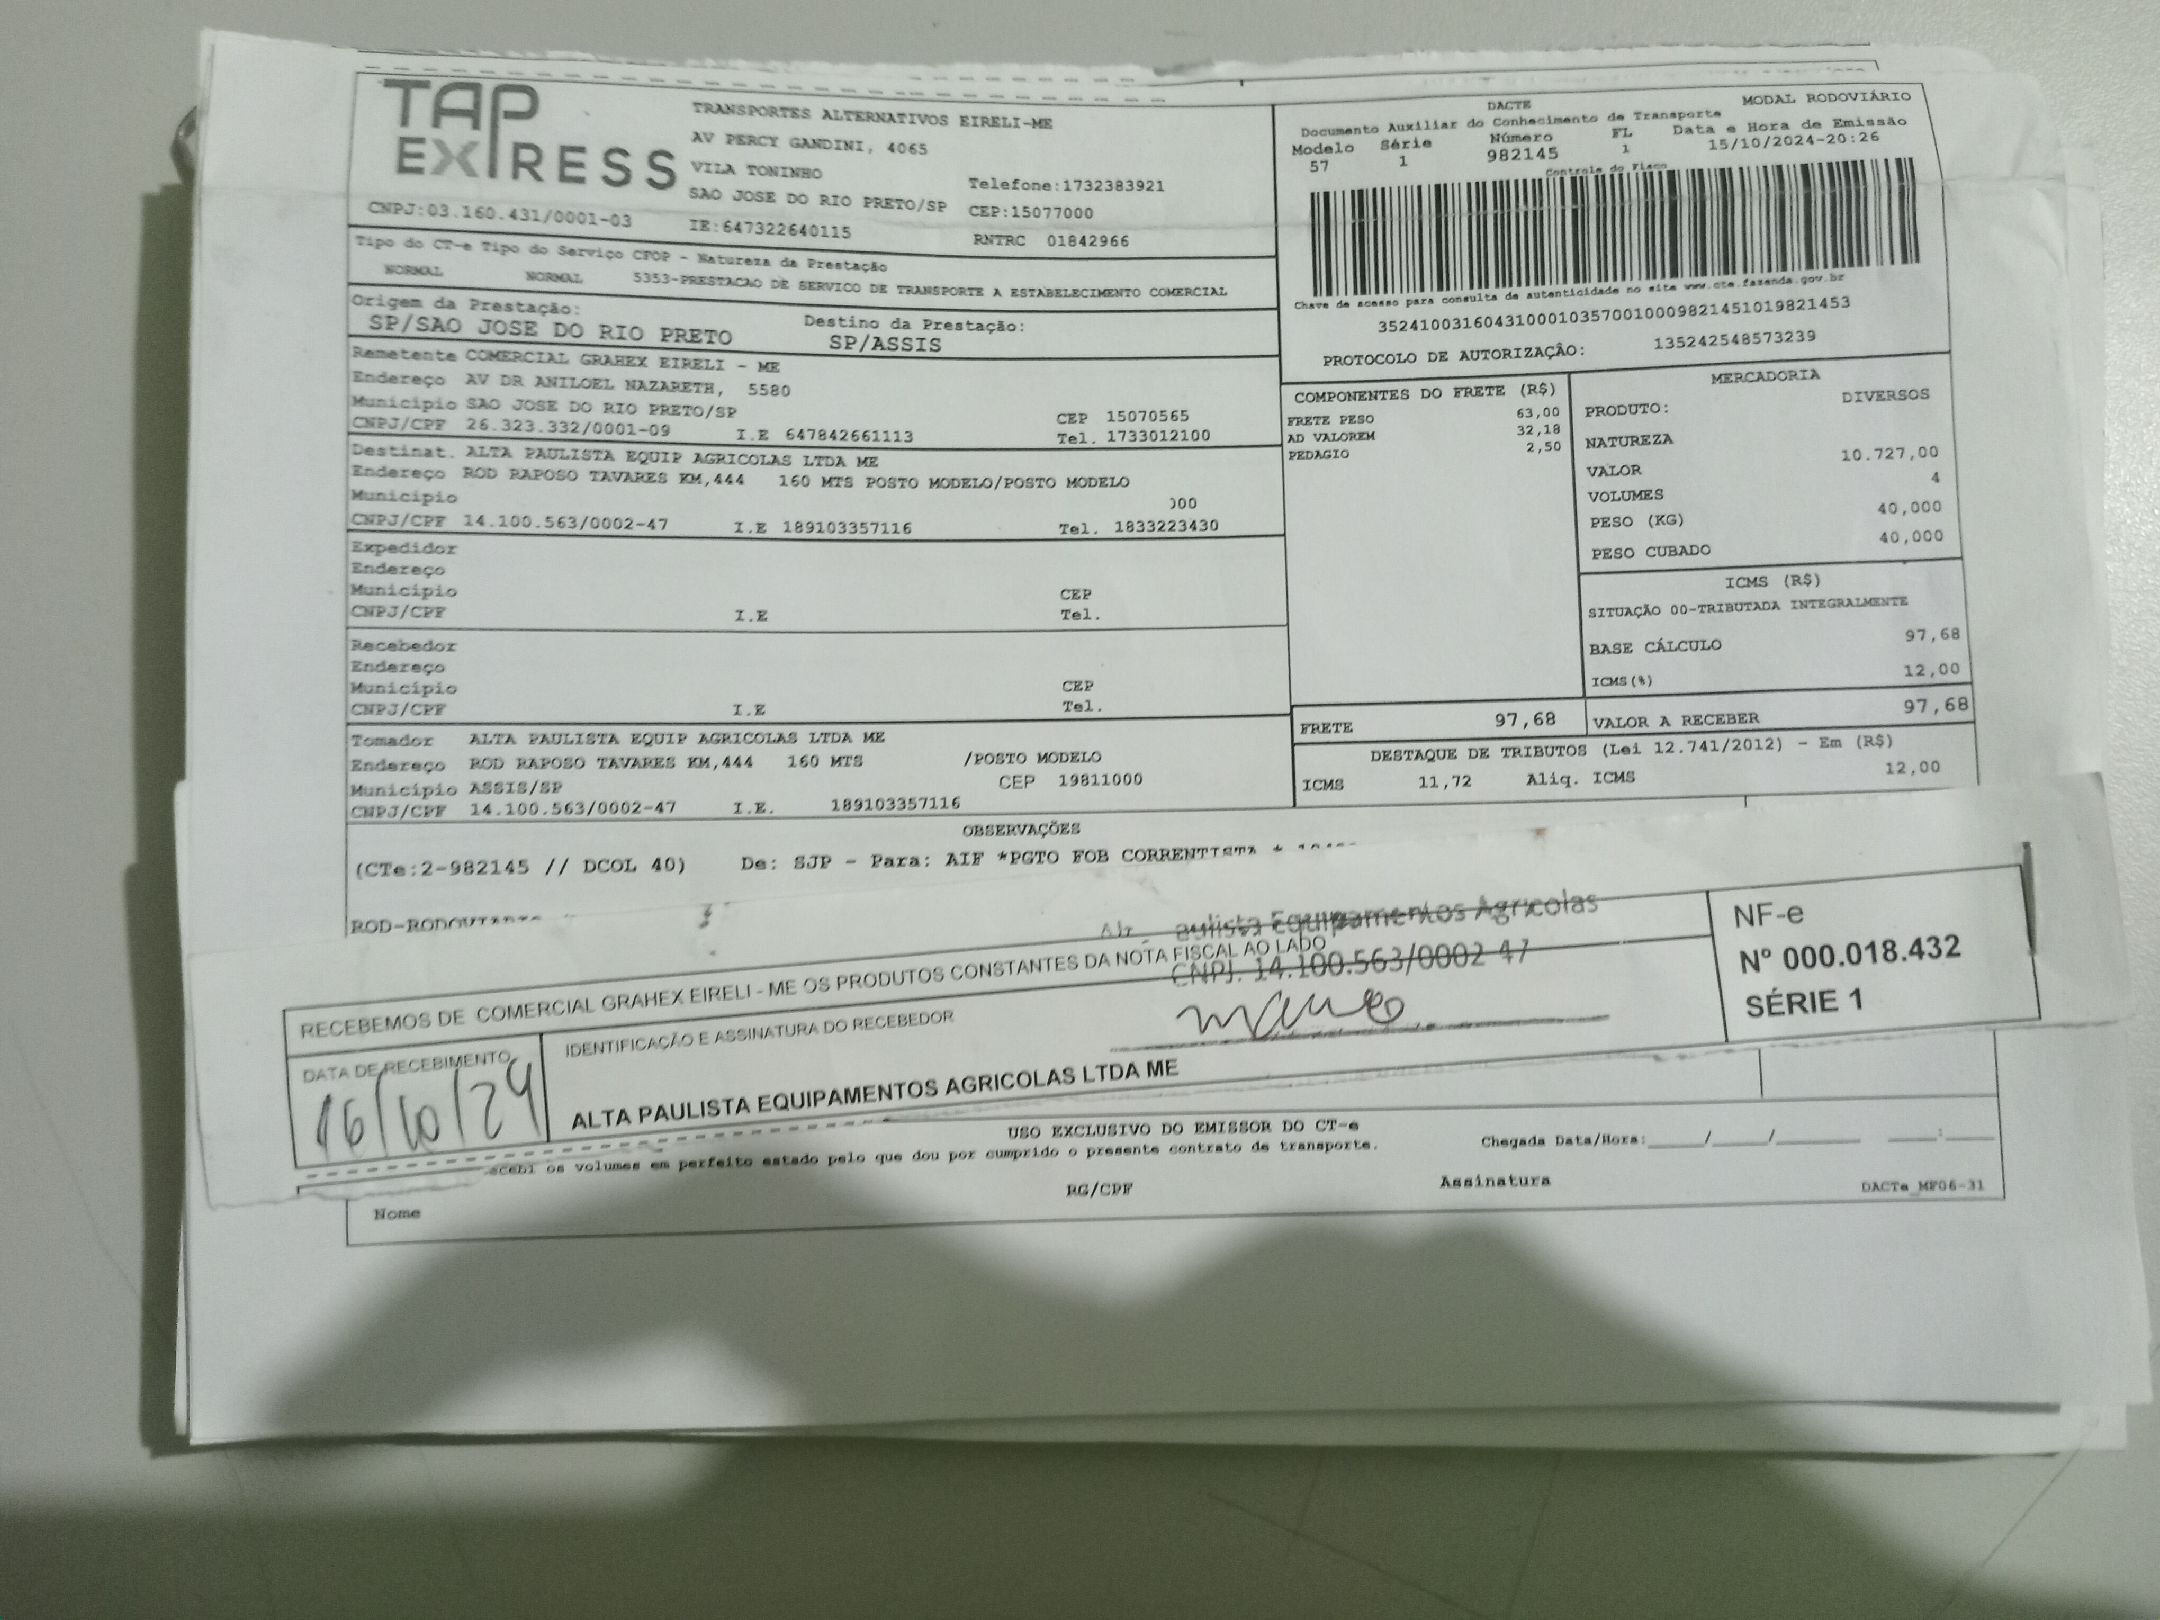 TAP
EXPRESS
TRANSPORTES ALTERNATIVOS EIRELI-ME
AV PERCY GANDINI, 4065
VILA TONINHO
Telefone:1732383921
SAO JOSE DO RIO PRETO/SP CEP:15077000
CNPJ:03.160.431/0001-03 IE:647322640115 RNTRC 01842966
DACTE MODAL RODOVIÁRIO
Documento Auxiliar do Conhecimento de Transporte
Modelo Série Número FL Data e Hora de Emissão
57 1 982145 1 15/10/2024-20:26
Controle do Fisco
Chave de acesso para consulta de autenticidade no site www.cte.fazenda.gov.br
35241003160431000103570010009821451019821453
PROTOCOLO DE AUTORIZAÇÃO: 135242548573239
Tipo do CT-e Tipo do Serviço CFOP - Natureza da Prestação
NORMAL NORMAL 5353-PRESTACAO DE SERVICO DE TRANSPORTE A ESTABELECIMENTO COMERCIAL
Origem da Prestação: Destino da Prestação:
SP/SAO JOSE DO RIO PRETO SP/ASSIS
Remetente COMERCIAL GRAHEX EIRELI - ME
Endereço AV DR ANILOEL NAZARETH, 5580
Município SAO JOSE DO RIO PRETO/SP CEP 15070565
CNPJ/CPF 26.323.332/0001-09 I.E 647842661113 Tel. 1733012100
Destinat. ALTA PAULISTA EQUIP AGRICOLAS LTDA ME
Endereço ROD RAPOSO TAVARES KM,444 160 MTS POSTO MODELO/POSTO MODELO
Município 000
CNPJ/CPF 14.100.563/0002-47 I.E 189103357116 Tel. 1833223430
Expedidor
Endereço
Município CEP
CNPJ/CPF I.E Tel.
Recebedor
Endereço
Município CEP
CNPJ/CPF I.E Tel.
Tomador ALTA PAULISTA EQUIP AGRICOLAS LTDA ME
Endereço ROD RAPOSO TAVARES KM,444 160 MTS /POSTO MODELO
Município ASSIS/SP CEP 19811000
CNPJ/CPF 14.100.563/0002-47 I.E. 189103357116
COMPONENTES DO FRETE (R$)
FRETE PESO 63,00
AD VALOREM 32,18
PEDAGIO 2,50
MERCADORIA
PRODUTO: DIVERSOS
NATUREZA
VALOR 10.727,00
VOLUMES 4
PESO (KG) 40,000
PESO CUBADO 40,000
ICMS (R$)
SITUAÇÃO 00-TRIBUTADA INTEGRALMENTE
BASE CÁLCULO 97,68
ICMS(%) 12,00
FRETE 97,68 VALOR A RECEBER 97,68
DESTAQUE DE TRIBUTOS (Lei 12.741/2012) - Em (R$)
ICMS 11,72 Aliq. ICMS 12,00
OBSERVAÇÕES
(CTe:2-982145 // DCOL 40) De: SJP - Para: AIF *PGTO FOB CORRENTISTA *
aulista Equipamentos Agrícolas
CNPJ. 14.100.563/0002-47
RECEBEMOS DE COMERCIAL GRAHEX EIRELI - ME OS PRODUTOS CONSTANTES DA NOTA FISCAL AO LADO
NF-e
Nº 000.018.432
SÉRIE 1
DATA DE RECEBIMENTO
16/10/24
IDENTIFICAÇÃO E ASSINATURA DO RECEBEDOR
ALTA PAULISTA EQUIPAMENTOS AGRICOLAS LTDA ME
USO EXCLUSIVO DO EMISSOR DO CT-e
ecebi os volumes em perfeito estado pelo que dou por cumprido o presente contrato de transporte. Chegada Data/Hora:_____/_____/_______ ____:____
Nome RG/CPF Assinatura DACTe_MF06-31